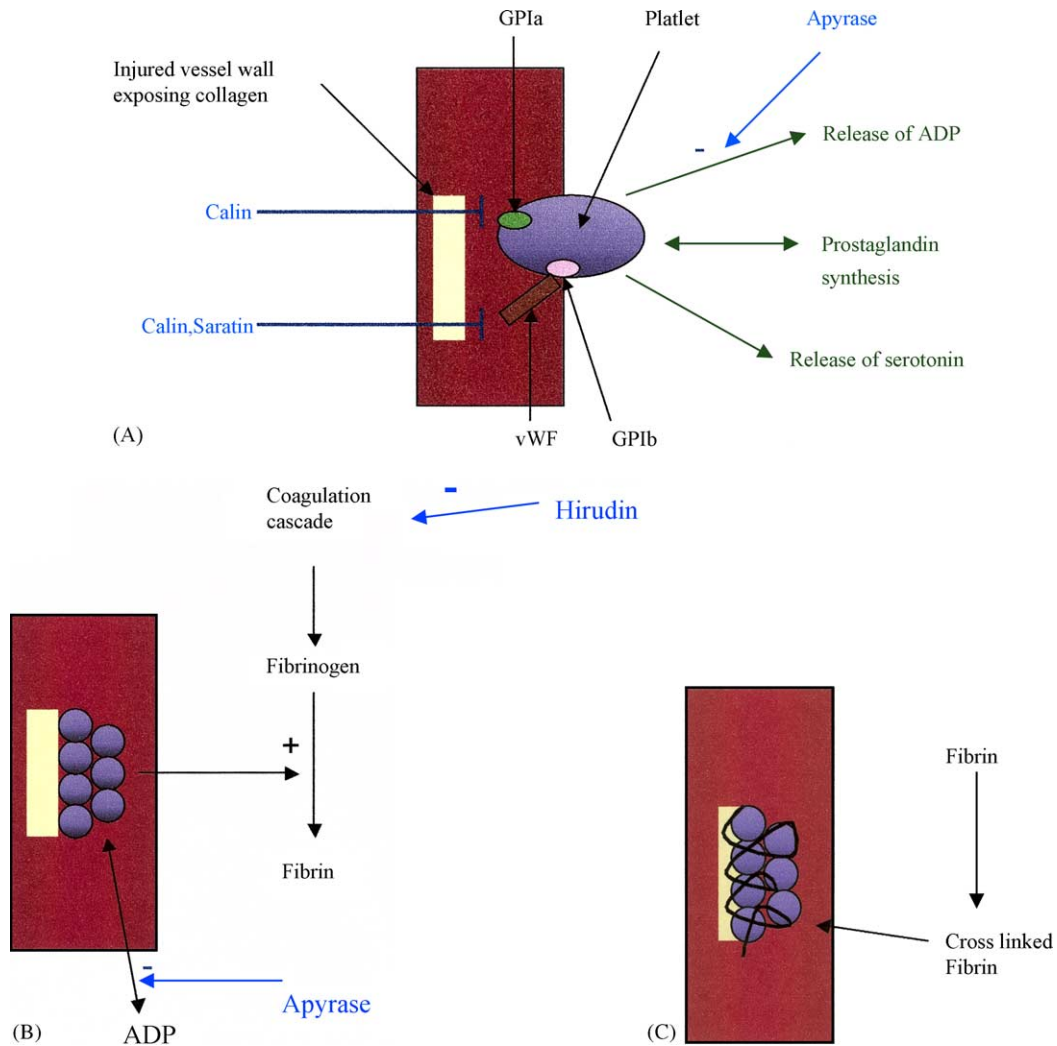 GPIa
Platlet
Apyrase
Injured vessel wall
exposing collagen
-
Release of ADP
Calin
Prostaglandin
synthesis
Calin,Saratin
Release of serotonin
vWF
GPIb
(A)
Coagulation
cascade
-
Hirudin
Fibrinogen
+
Fibrin
-
Apyrase
ADP
(B)
Fibrin
Cross linked
Fibrin
(C)